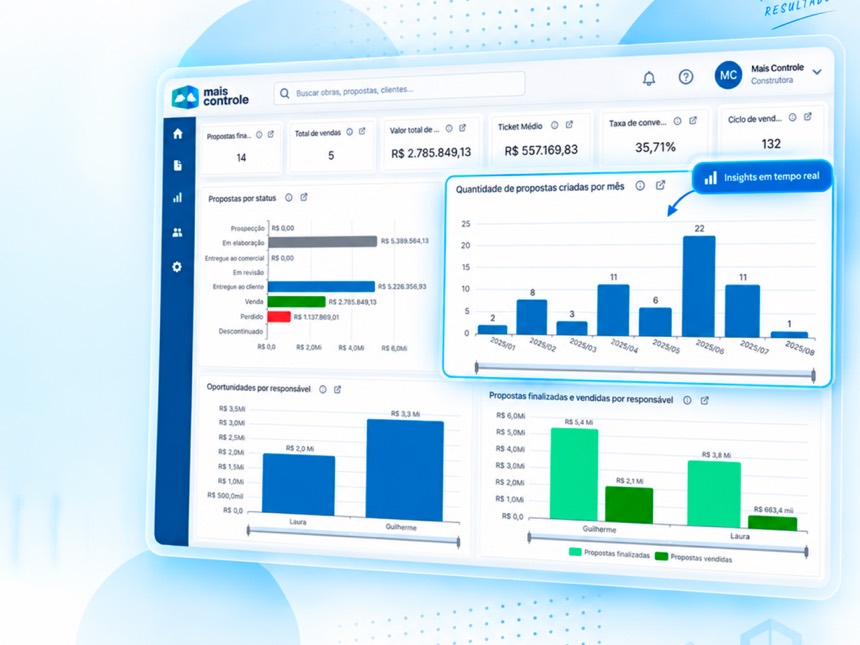 RESULTADO
mais controle
Buscar obras, propostas, clientes...
MC
Mais Controle
Construtora
Propostas fina...
14
Total de vendas
5
Valor total de ...
R$ 2.785.849,13
Ticket Médio
R$ 557.169,83
Taxa de conve...
35,71%
Ciclo de vend...
132
Insights em tempo real
Propostas por status
Prospecção R$ 0,00
Em elaboração R$ 5.389.564,13
Entregue ao comercial R$ 0,00
Em revisão
Entregue ao cliente R$ 5.226.356,93
Venda R$ 2.785.849,13
Perdido R$ 1.137.869,01
Descontinuado
R$ 0,0 R$ 2,0Mi R$ 4,0Mi R$ 6,0Mi
Quantidade de propostas criadas por mês
25
20
15
10
5
0
2 8 3 11 6 22 11 1
2025/01 2025/02 2025/03 2025/04 2025/05 2025/06 2025/07 2025/08
Oportunidades por responsável
R$ 3,5Mi
R$ 3,0Mi
R$ 2,5Mi
R$ 2,0Mi
R$ 1,5Mi
R$ 1,0Mi
R$ 500,0mil
R$ 0,0
R$ 2,0 Mi R$ 3,3 Mi
Laura Guilherme
Propostas finalizadas e vendidas por responsável
R$ 6,0Mi
R$ 5,0Mi
R$ 4,0Mi
R$ 3,0Mi
R$ 2,0Mi
R$ 1,0Mi
R$ 0,0
R$ 5,4 Mi R$ 2,1 Mi R$ 3,8 Mi R$ 663,4 mil
Guilherme Laura
Propostas finalizadas Propostas vendidas